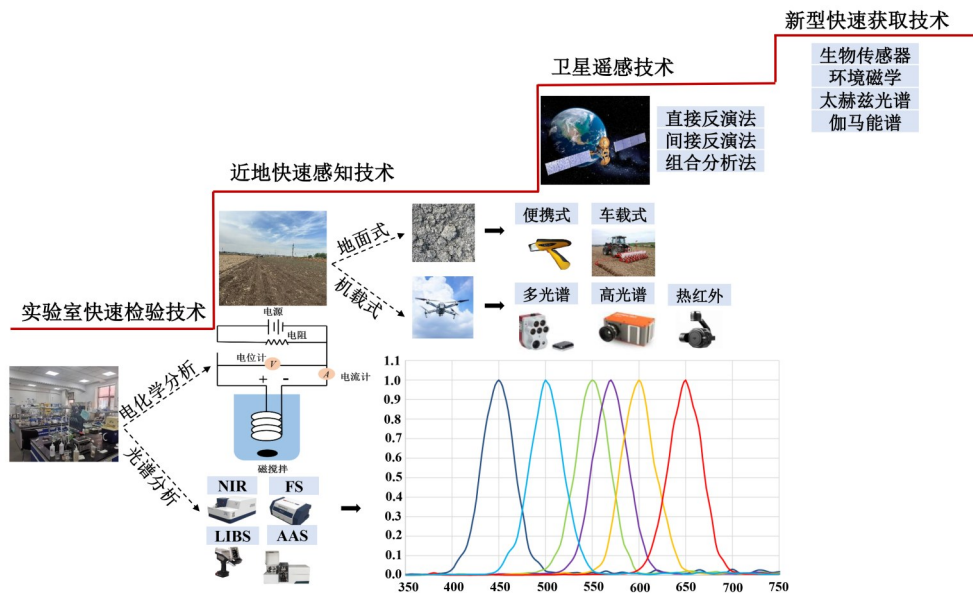 新型快速获取技术
生物传感器
环境磁学
太赫兹光谱
伽马能谱
卫星遥感技术
直接反演法
间接反演法
组合分析法
近地快速感知技术
地面式
机载式
便携式
车载式
多光谱
高光谱
热红外
实验室快速检验技术
电化学分析
光谱分析
电源
电阻
电位计
V
A
电流计
+ -
磁搅拌
NIR
FS
LIBS
AAS
1.1
1.0
0.9
0.8
0.7
0.6
0.5
0.4
0.3
0.2
0.1
0.0
350 400 450 500 550 600 650 700 750